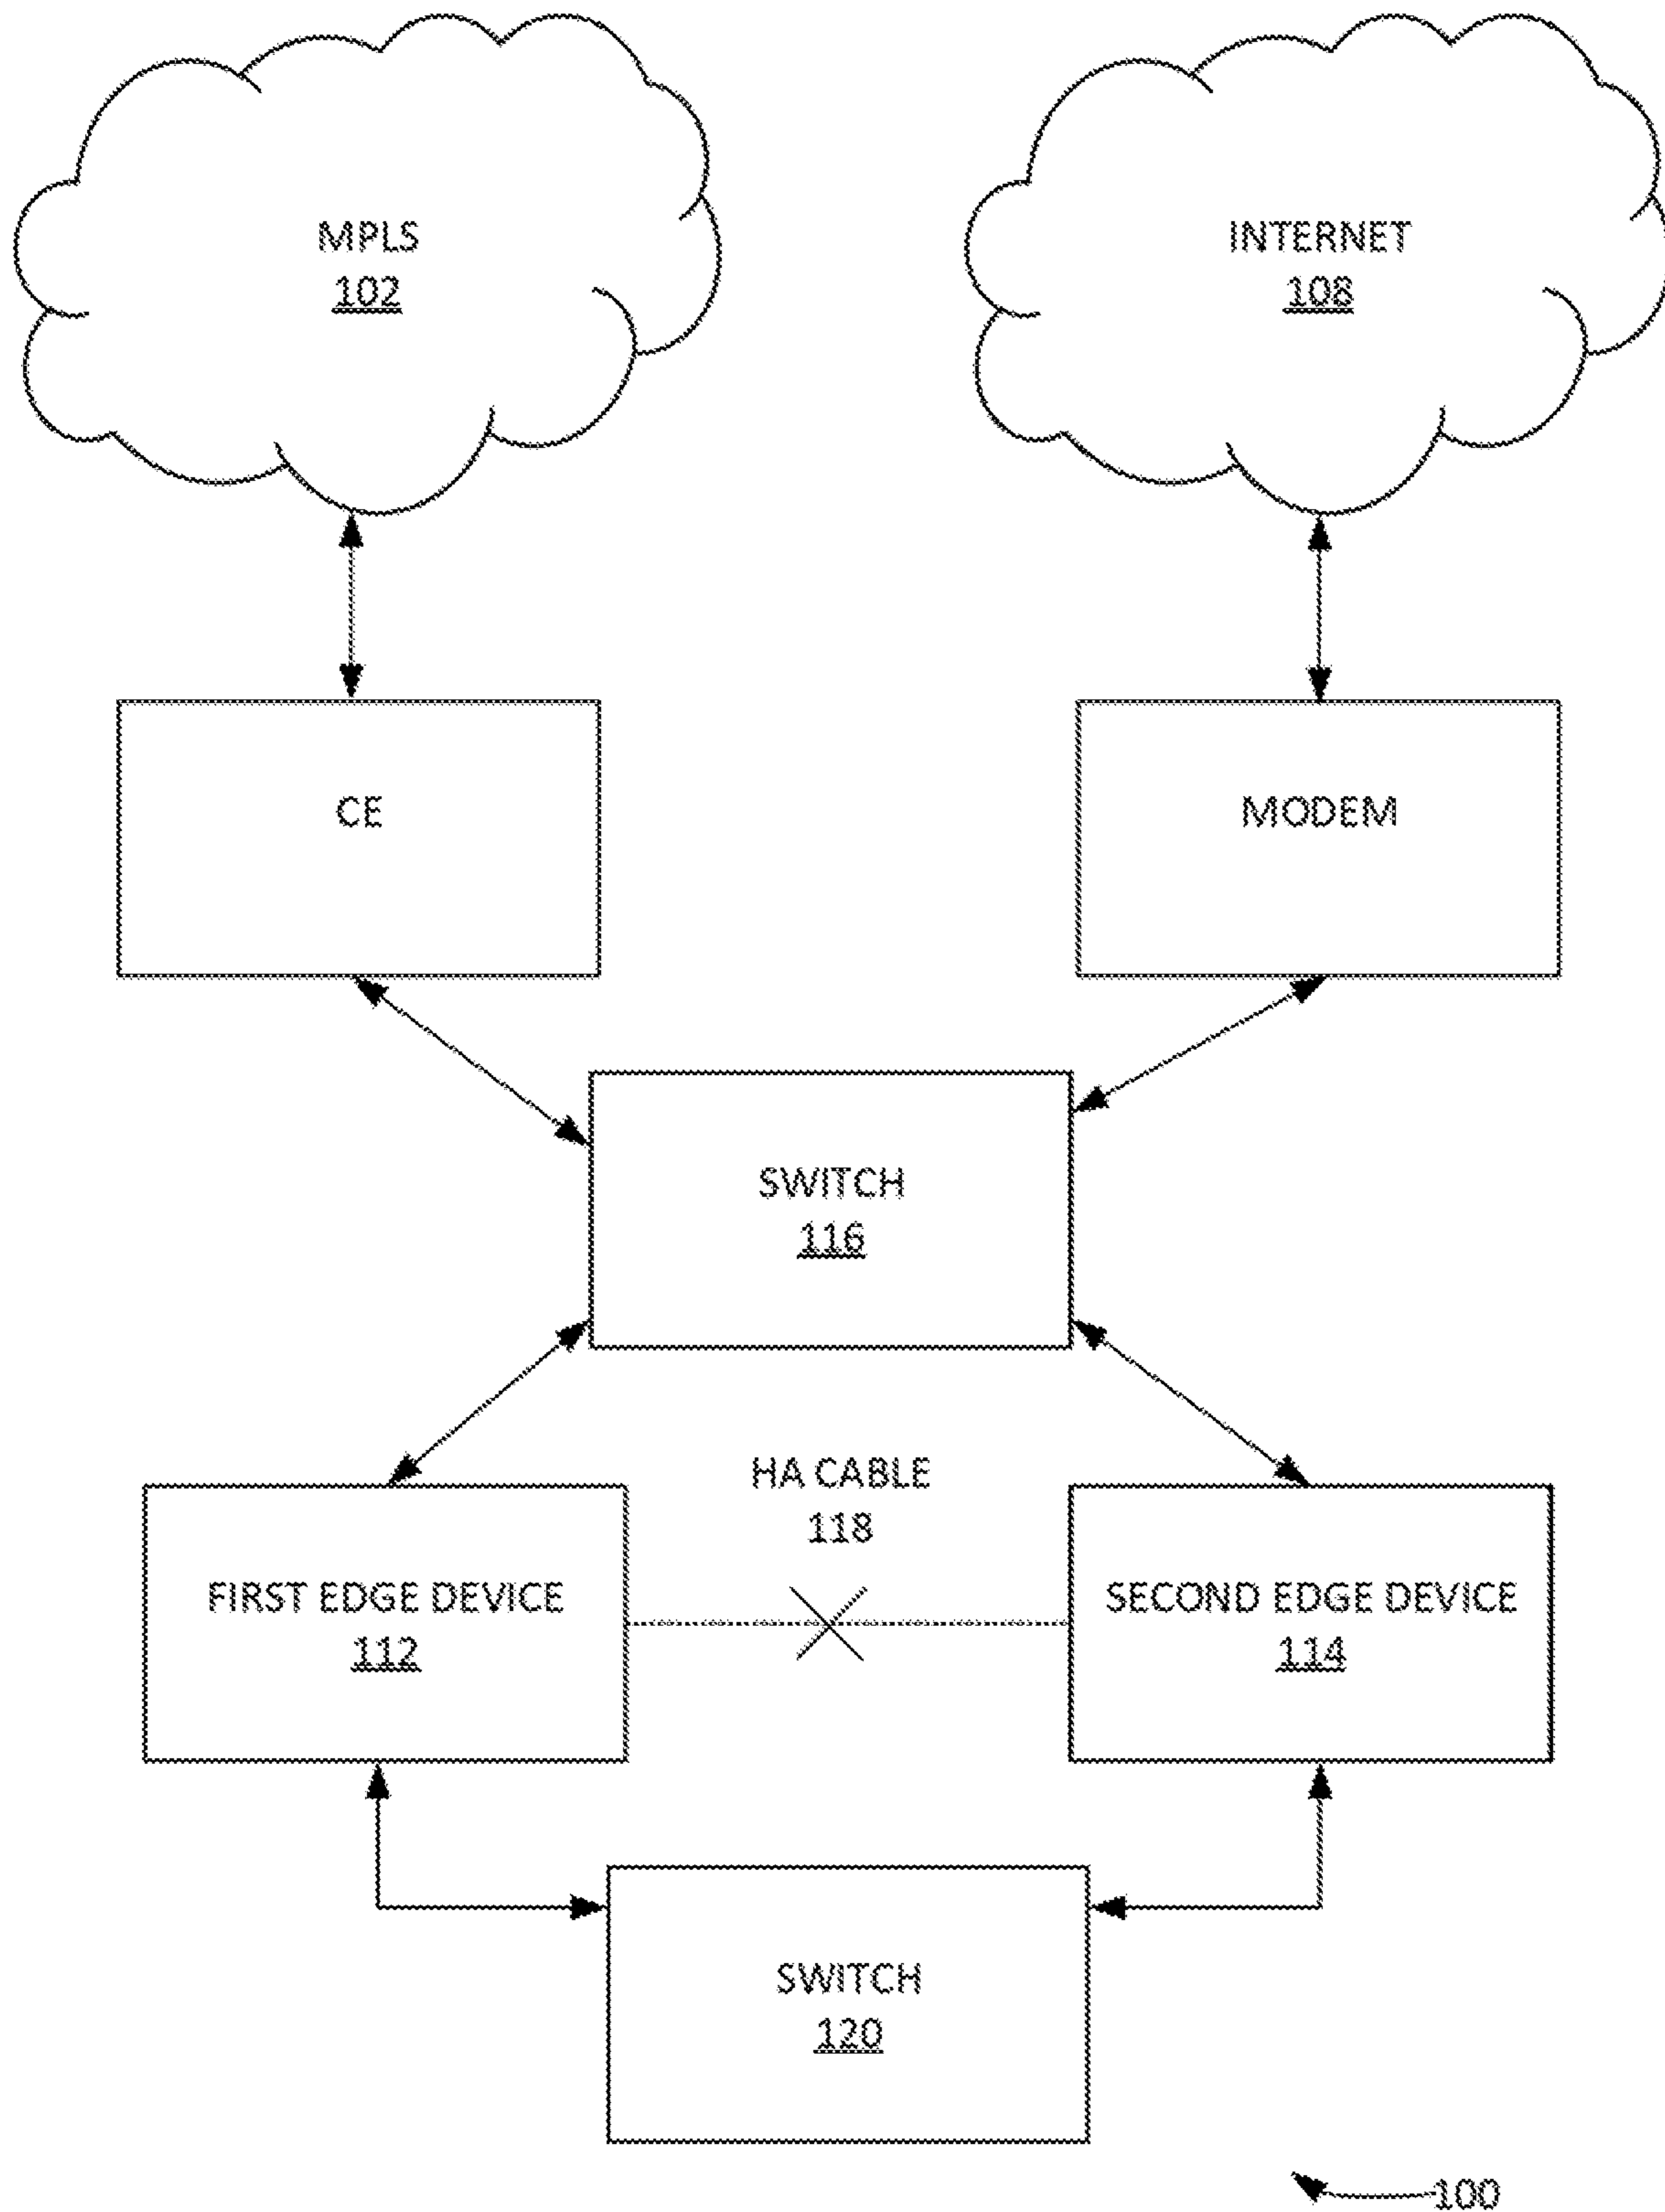 MPLS
102
INTERNET
108
CE
MODEM
SWITCH
116
HA CABLE
118
FIRST EDGE DEVICE
112
SECOND EDGE DEVICE
114
SWITCH
120
100